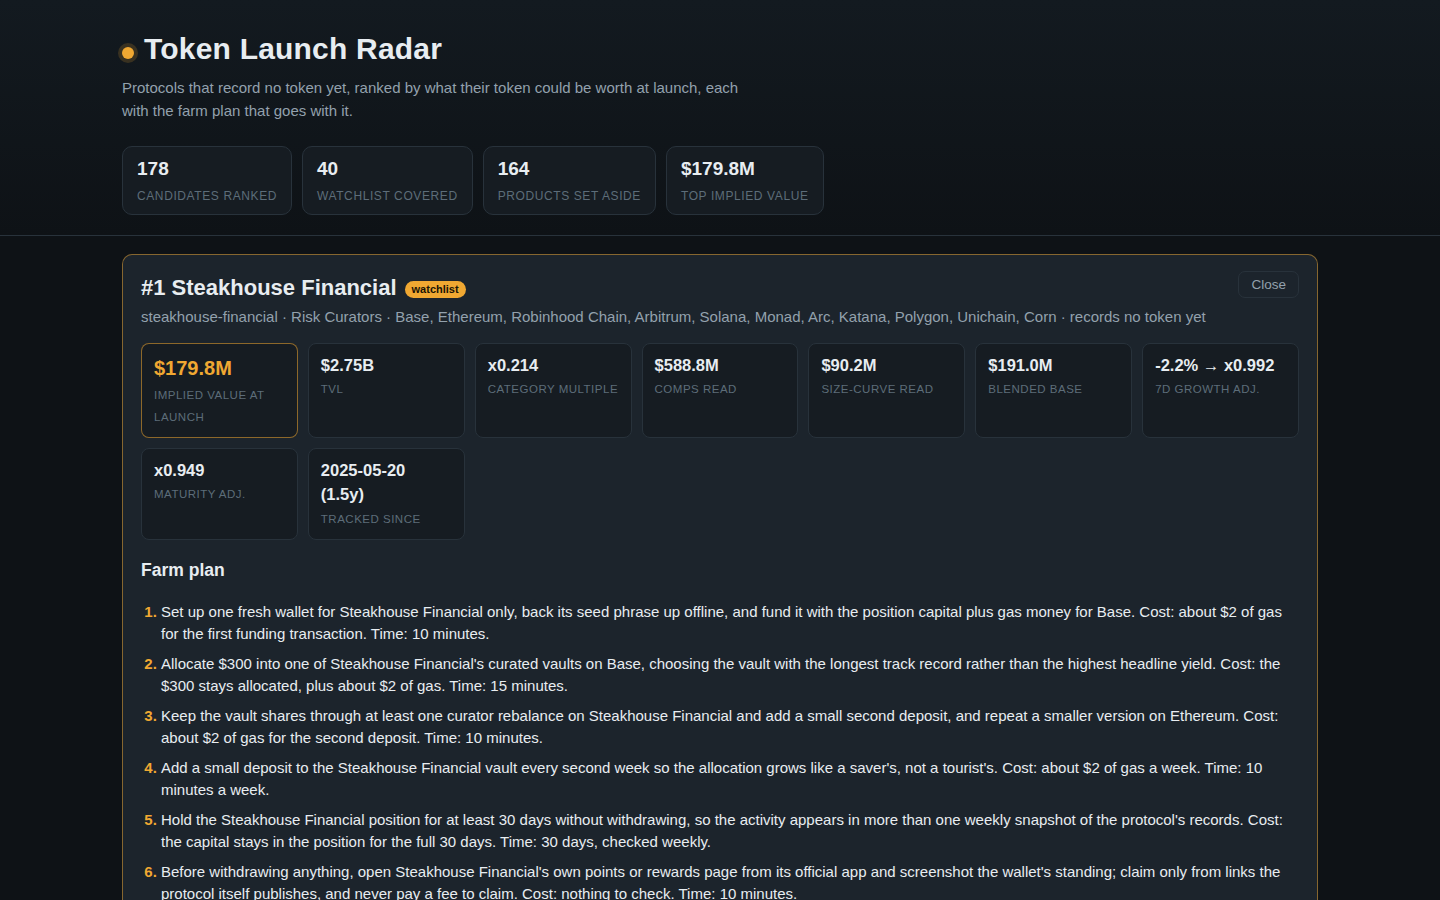 Token Launch Radar
Protocols that record no token yet, ranked by what their token could be worth at launch, each
with the farm plan that goes with it.
178
CANDIDATES RANKED
40
WATCHLIST COVERED
164
PRODUCTS SET ASIDE
$179.8M
TOP IMPLIED VALUE
#1 Steakhouse Financial watchlist
Close
steakhouse-financial · Risk Curators · Base, Ethereum, Robinhood Chain, Arbitrum, Solana, Monad, Arc, Katana, Polygon, Unichain, Corn · records no token yet
$179.8M
IMPLIED VALUE AT
LAUNCH
$2.75B
TVL
x0.214
CATEGORY MULTIPLE
$588.8M
COMPS READ
$90.2M
SIZE-CURVE READ
$191.0M
BLENDED BASE
-2.2% → x0.992
7D GROWTH ADJ.
x0.949
MATURITY ADJ.
2025-05-20
(1.5y)
TRACKED SINCE
Farm plan
1. Set up one fresh wallet for Steakhouse Financial only, back its seed phrase up offline, and fund it with the position capital plus gas money for Base. Cost: about $2 of gas
for the first funding transaction. Time: 10 minutes.
2. Allocate $300 into one of Steakhouse Financial's curated vaults on Base, choosing the vault with the longest track record rather than the highest headline yield. Cost: the
$300 stays allocated, plus about $2 of gas. Time: 15 minutes.
3. Keep the vault shares through at least one curator rebalance on Steakhouse Financial and add a small second deposit, and repeat a smaller version on Ethereum. Cost:
about $2 of gas for the second deposit. Time: 10 minutes.
4. Add a small deposit to the Steakhouse Financial vault every second week so the allocation grows like a saver's, not a tourist's. Cost: about $2 of gas a week. Time: 10
minutes a week.
5. Hold the Steakhouse Financial position for at least 30 days without withdrawing, so the activity appears in more than one weekly snapshot of the protocol's records. Cost:
the capital stays in the position for the full 30 days. Time: 30 days, checked weekly.
6. Before withdrawing anything, open Steakhouse Financial's own points or rewards page from its official app and screenshot the wallet's standing; claim only from links the
protocol itself publishes, and never pay a fee to claim. Cost: nothing to check. Time: 10 minutes.